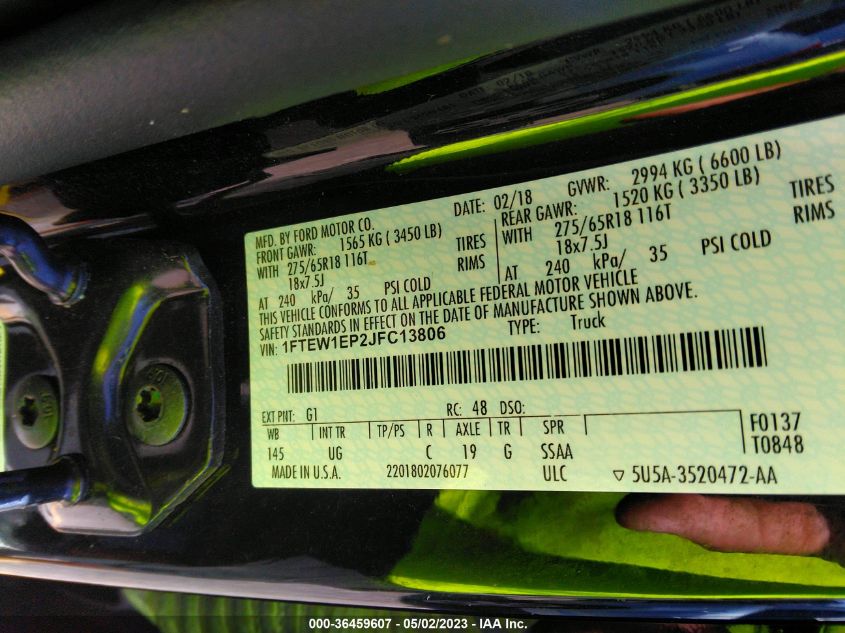 MFD. BY FORD MOTOR CO. DATE: 02/18 GVWR: 2994 KG ( 6600 LB)
FRONT GAWR: 1565 KG ( 3450 LB) REAR GAWR: 1520 KG ( 3350 LB)
WITH 275/65R18 116T TIRES WITH 275/65R18 116T TIRES
18x7.5J RIMS 18x7.5J RIMS
AT 240 kPa/ 35 PSI COLD AT 240 kPa/ 35 PSI COLD
THIS VEHICLE CONFORMS TO ALL APPLICABLE FEDERAL MOTOR VEHICLE
SAFETY STANDARDS IN EFFECT ON THE DATE OF MANUFACTURE SHOWN ABOVE.
VIN: 1FTEW1EP2JFC13806 TYPE: Truck
EXT PNT: G1 RC: 48 DSO: F0137
WB INT TR TP/PS R AXLE TR SPR T0848
145 UG C 19 G SSAA
MADE IN U.S.A. 2201802076077 ULC ▽ 5U5A-3520472-AA
000-36459607 - 05/02/2023 - IAA Inc.